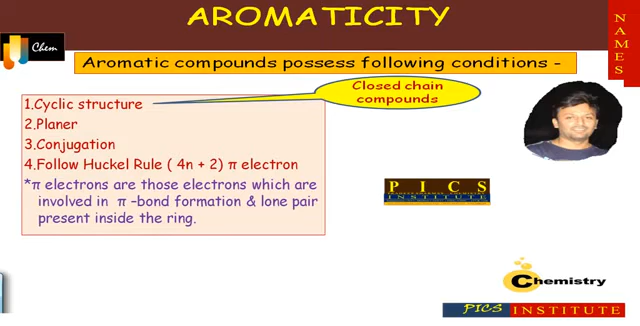 AROMATICITY
Chem
NAMES
Aromatic compounds possess following conditions -
Closed chain
compounds
1.Cyclic structure
2.Planer
3.Conjugation
4.Follow Huckel Rule ( 4n + 2) π electron
*π electrons are those electrons which are
involved in π -bond formation & lone pair
present inside the ring.
PICS
INSTITUTE
Chemistry
PICS INSTITUTE